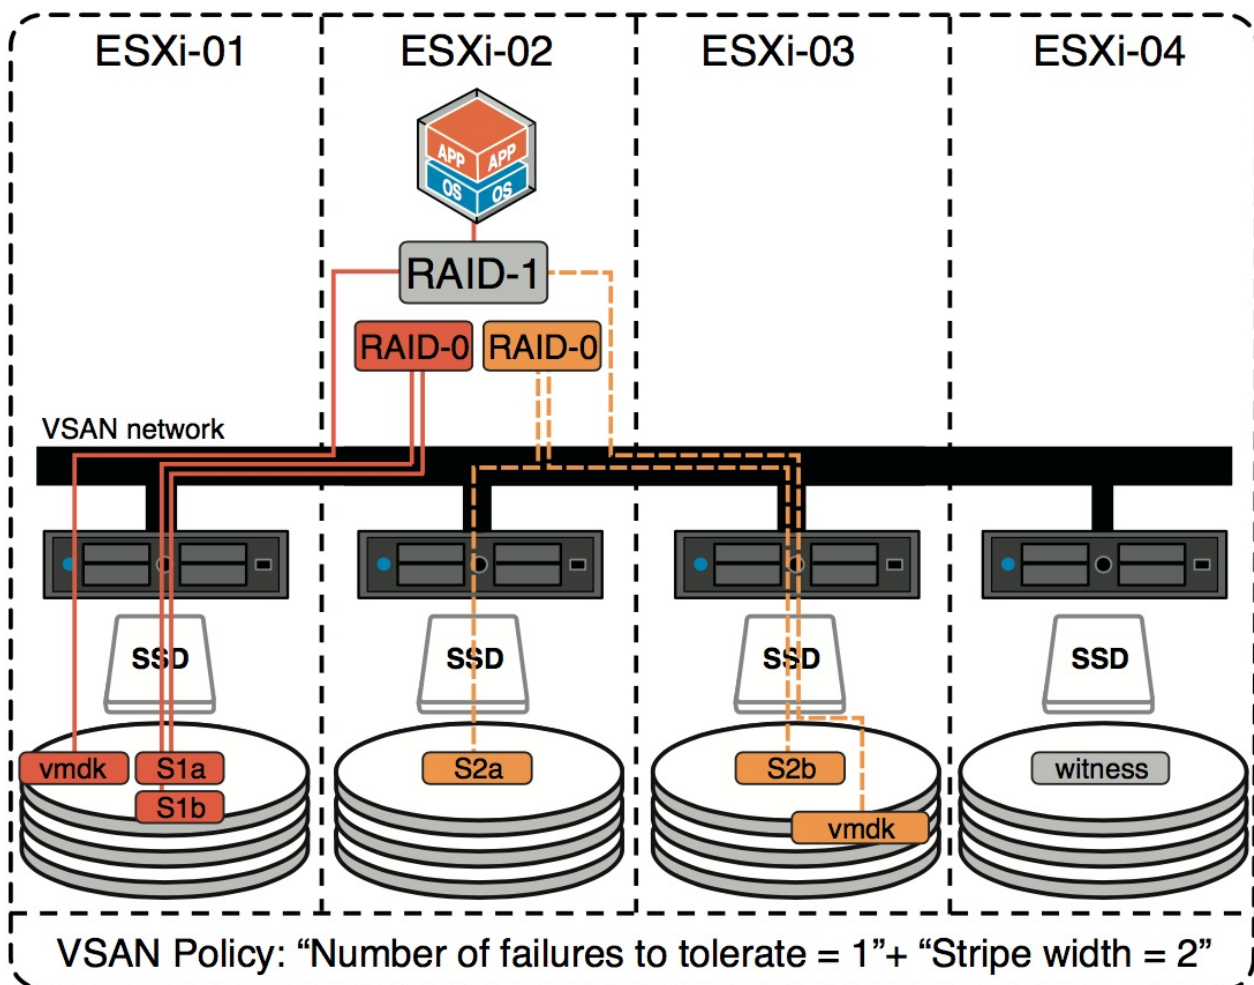 ESXi-01
ESXi-02
ESXi-03
ESXi-04
APP APP
OS OS
RAID-1
RAID-0
RAID-0
VSAN network
SSD
SSD
SSD
SSD
vmdk
S1a
S2a
S2b
witness
S1b
vmdk
VSAN Policy: “Number of failures to tolerate = 1”+ “Stripe width = 2”